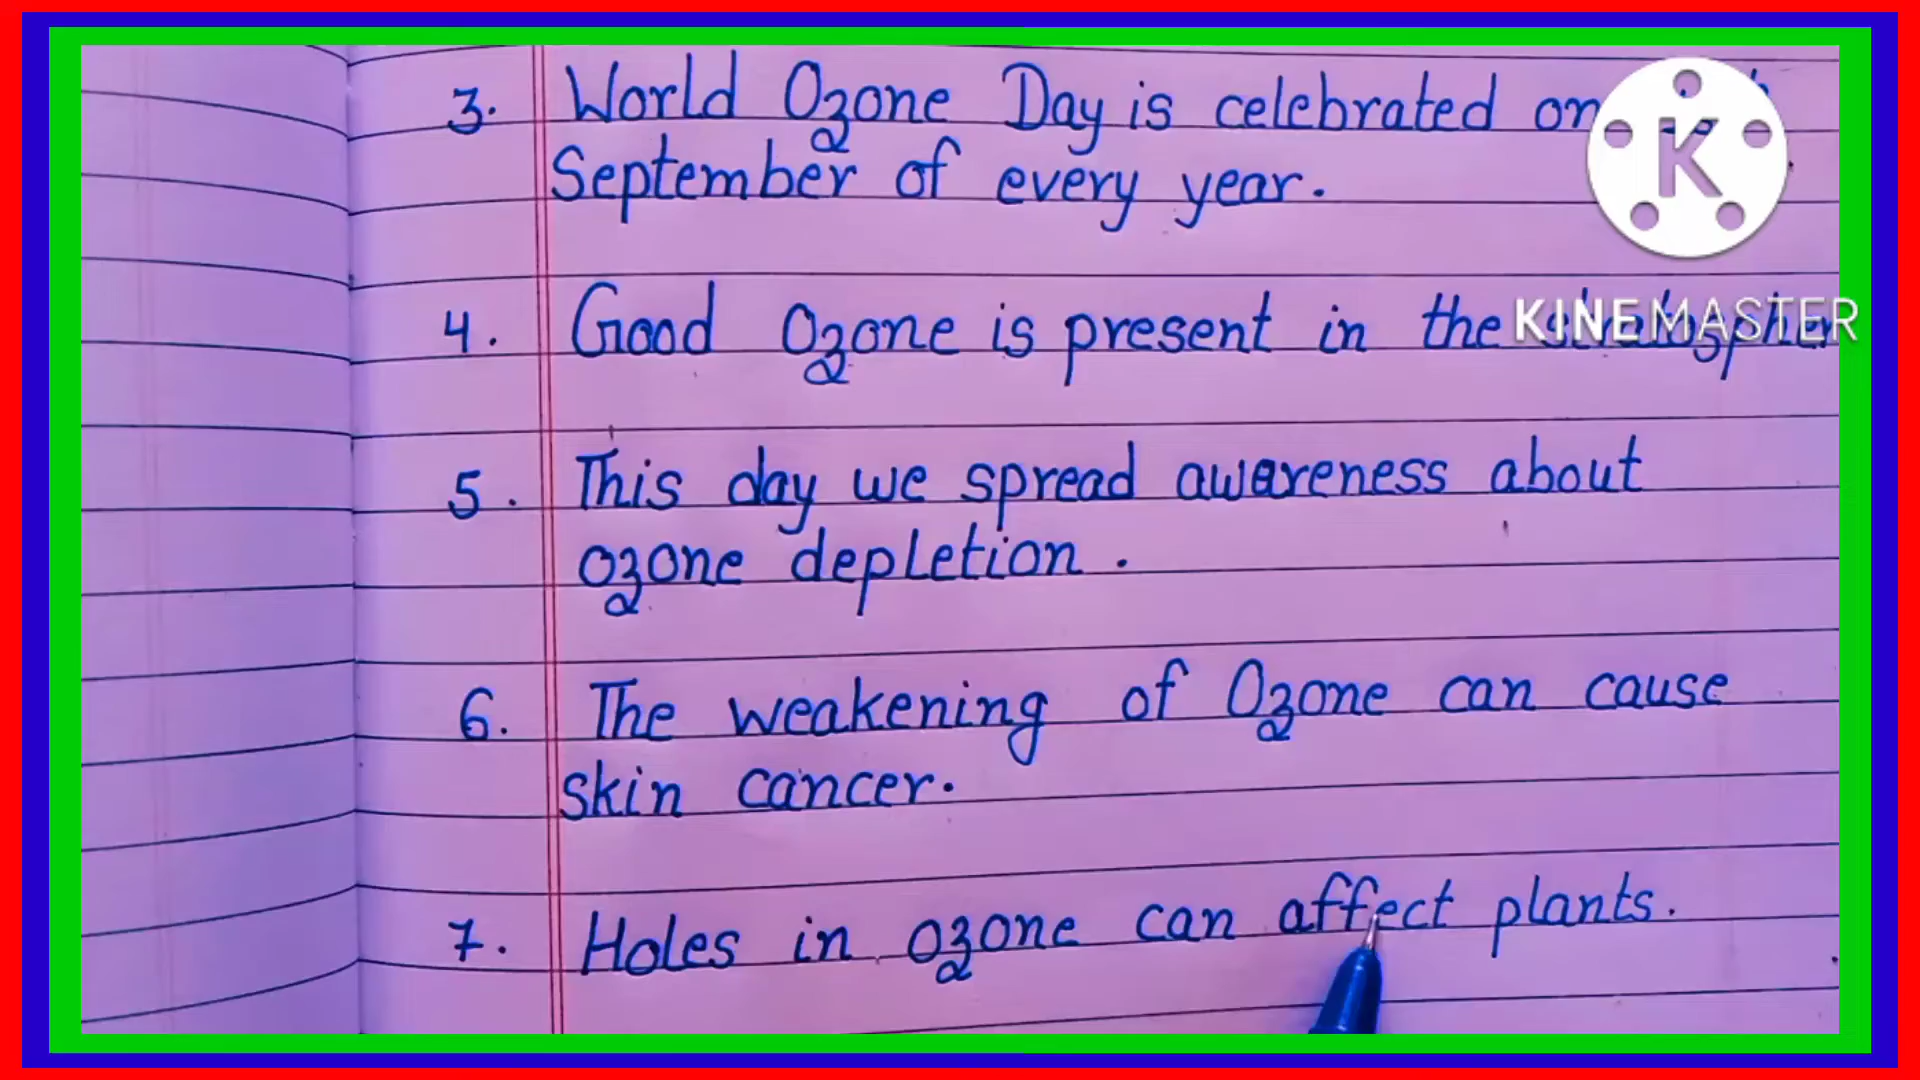 3. World Ozone Day is celebrated on
September of every year.
4. Good Ozone is present in the
KINEMASTER
5. This day we spread awareness about
ozone depletion.
6. The weakening of Ozone can cause
skin cancer.
7. Holes in ozone can affect plants.